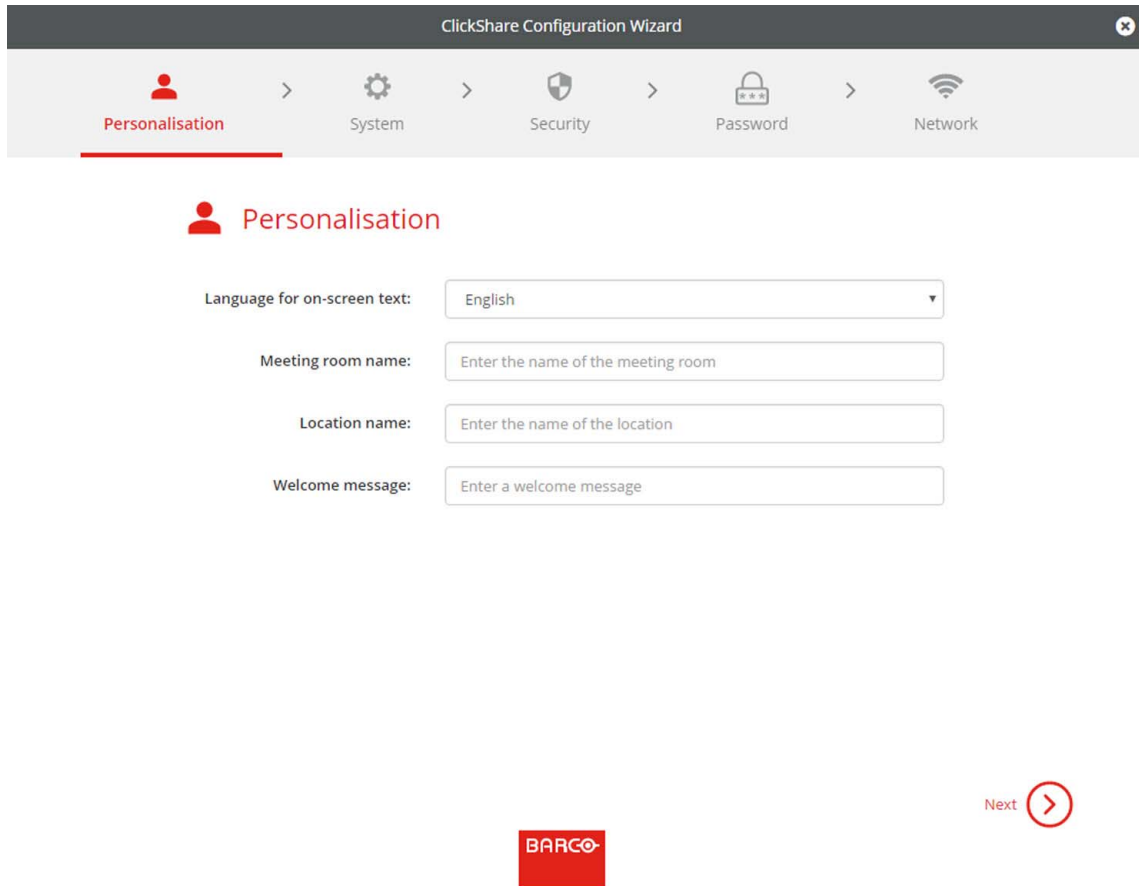 ClickShare Configuration Wizard
Personalisation
System
Security
***
Password
Network
Personalisation
Language for on-screen text: English
Meeting room name: Enter the name of the meeting room
Location name: Enter the name of the location
Welcome message: Enter a welcome message
Next
BARCO